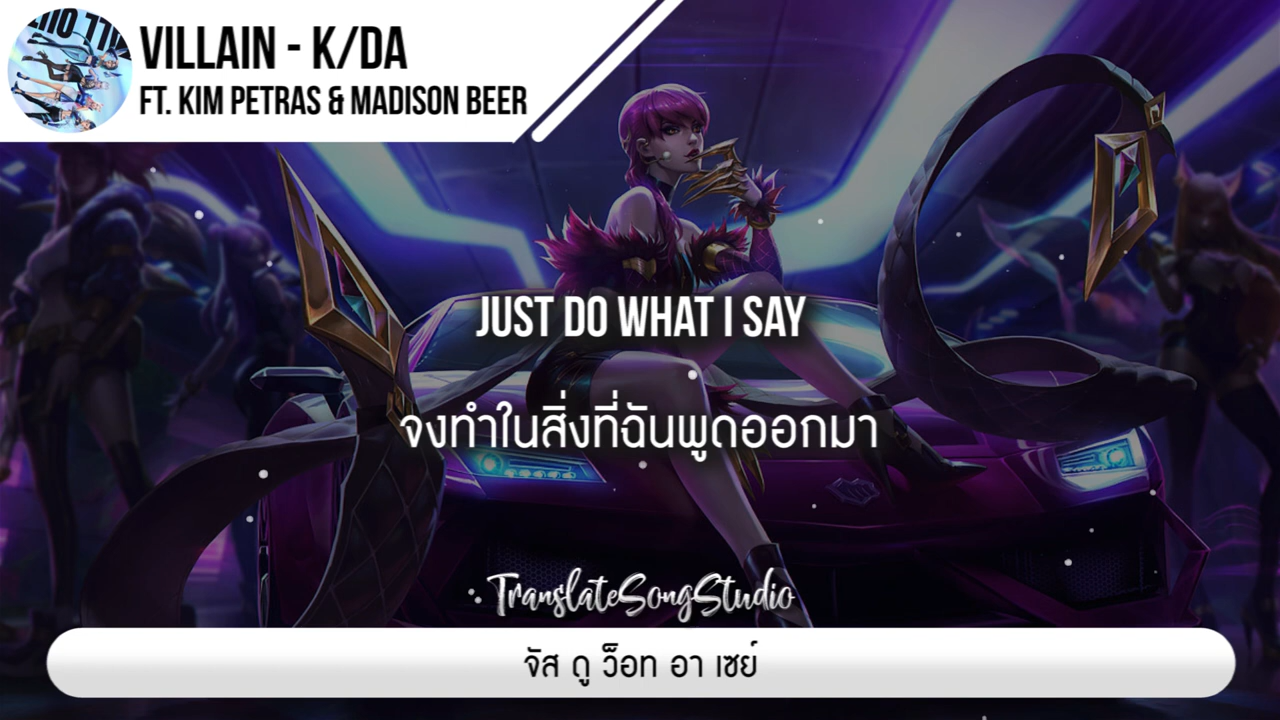 VILLAIN - K/DA
FT. KIM PETRAS & MADISON BEER
JUST DO WHAT I SAY
จงทำในสิ่งที่ฉันพูดออกมา
TranslateSongStudio
จัส ดู ว็อท อา เซย์